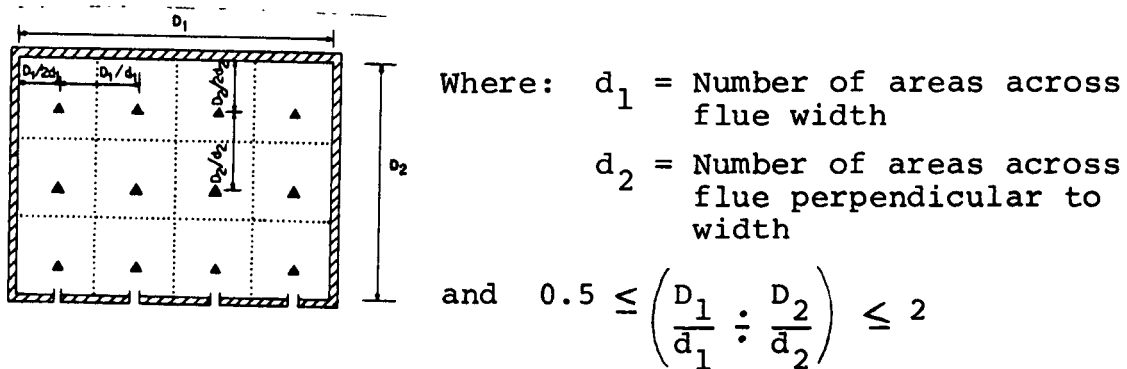 D₁
D₁/2d₁ D₁/d₁ D₂/2d₂
D₂/d₂
D₂
Where: d₁ = Number of areas across
flue width
d₂ = Number of areas across
flue perpendicular to
width
and 0.5 ≤ (D₁/d₁ ÷ D₂/d₂) ≤ 2